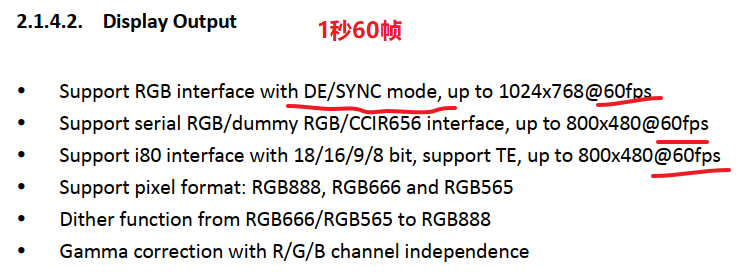 2.1.4.2. Display Output
1秒60帧
• Support RGB interface with DE/SYNC mode, up to 1024x768@60fps
• Support serial RGB/dummy RGB/CCIR656 interface, up to 800x480@60fps
• Support i80 interface with 18/16/9/8 bit, support TE, up to 800x480@60fps
• Support pixel format: RGB888, RGB666 and RGB565
• Dither function from RGB666/RGB565 to RGB888
• Gamma correction with R/G/B channel independence